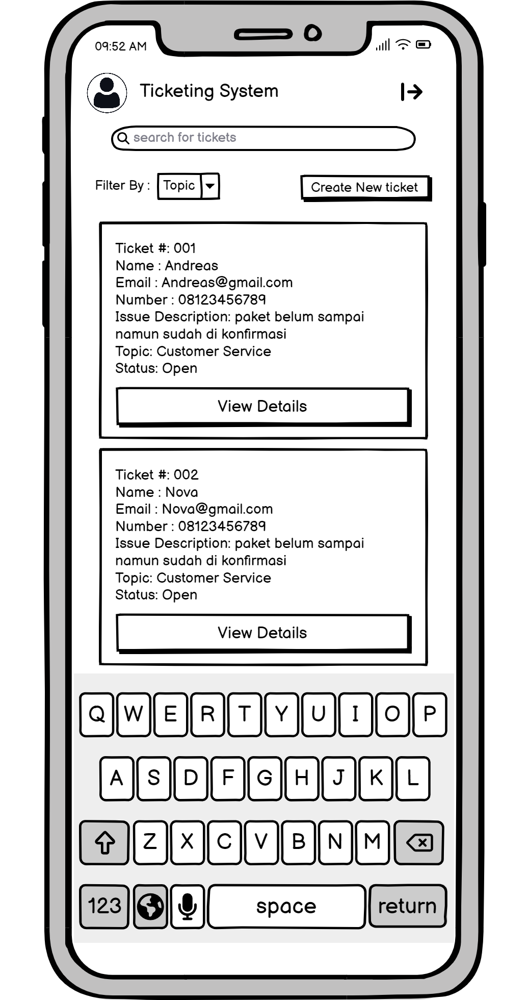 09:52 AM
Ticketing System
search for tickets
Filter By : Topic
Create New ticket
Ticket #: 001
Name : Andreas
Email : Andreas@gmail.com
Number : 08123456789
Issue Description: paket belum sampai
namun sudah di konfirmasi
Topic: Customer Service
Status: Open
View Details
Ticket #: 002
Name : Nova
Email : Nova@gmail.com
Number : 08123456789
Issue Description: paket belum sampai
namun sudah di konfirmasi
Topic: Customer Service
Status: Open
View Details
Q W E R T Y U I O P
A S D F G H J K L
Z X C V B N M
123 space return